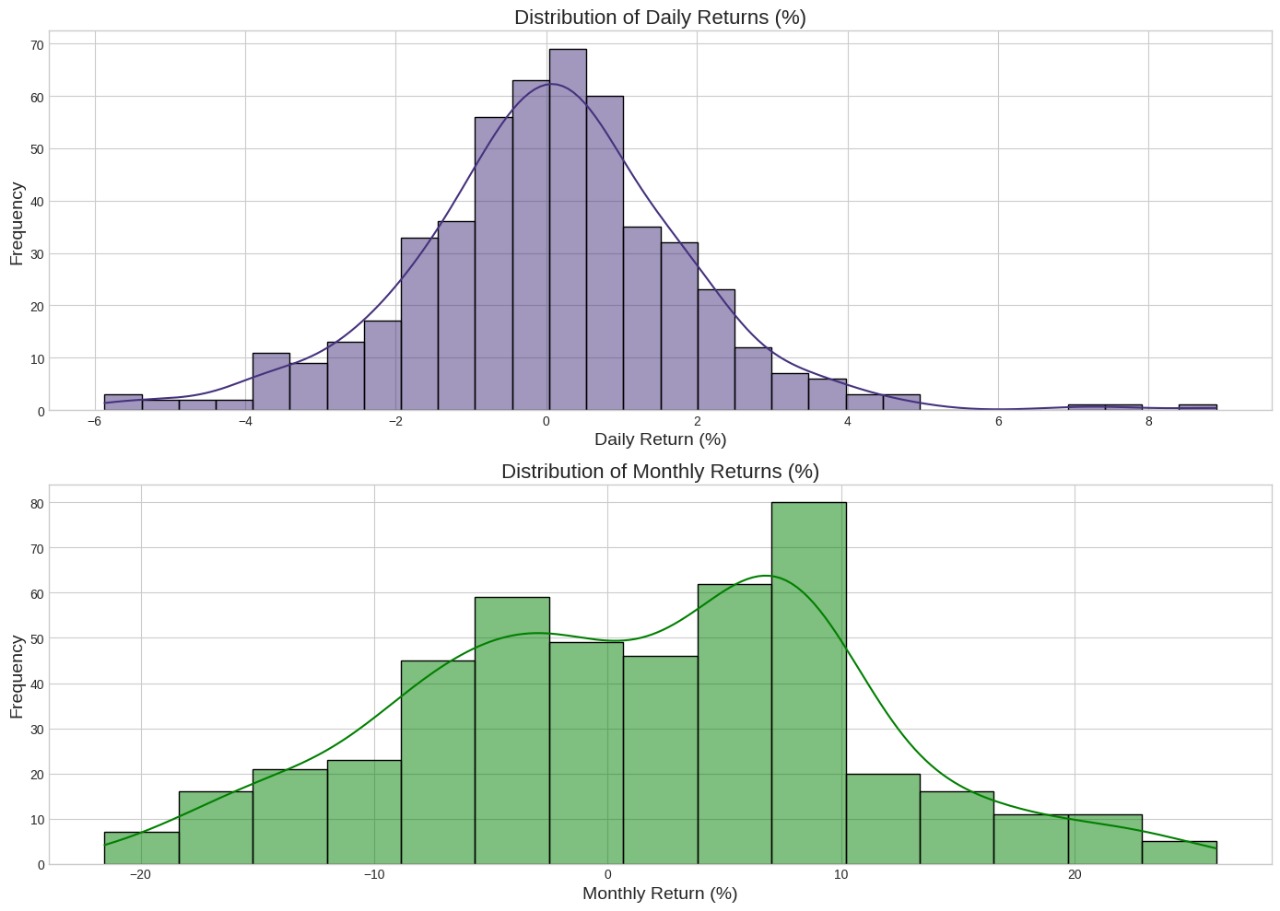 Distribution of Daily Returns (%)
70
60
50
40
30
20
10
0
Frequency
−6 −4 −2 0 2 4 6 8
Daily Return (%)
Distribution of Monthly Returns (%)
80
70
60
50
40
30
20
10
0
Frequency
−20 −10 0 10 20
Monthly Return (%)